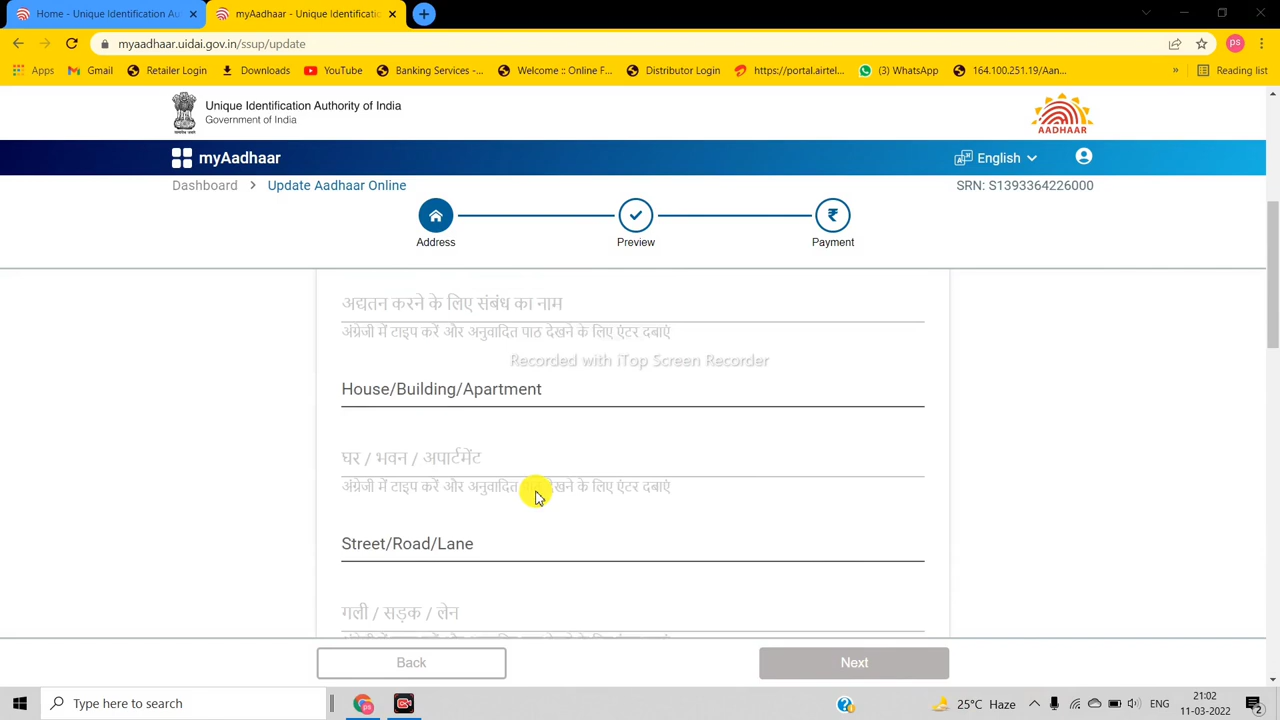 Home - Unique Identification Au
myAadhaar - Unique Identificatio
myaadhaar.uidai.gov.in/ssup/update
ps
Apps
Gmail
Retailer Login
Downloads
YouTube
Banking Services -...
Welcome :: Online F...
Distributor Login
https://portal.airtel...
(3) WhatsApp
164.100.251.19/Aan...
»
Reading list
Unique Identification Authority of India
Government of India
AADHAAR
myAadhaar
English
Dashboard > Update Aadhaar Online
SRN: S1393364226000
Address
Preview
Payment
अद्यतन करने के लिए संबंध का नाम
अंग्रेजी में टाइप करें और अनुवादित पाठ देखने के लिए एंटर दबाएं
Recorded with iTop Screen Recorder
House/Building/Apartment
घर / भवन / अपार्टमेंट
अंग्रेजी में टाइप करें और अनुवादित देखने के लिए एंटर दबाएं
Street/Road/Lane
गली / सड़क / लेन
Back
Next
Type here to search
ps
25°C Haze
ENG
21:02
11-03-2022
2